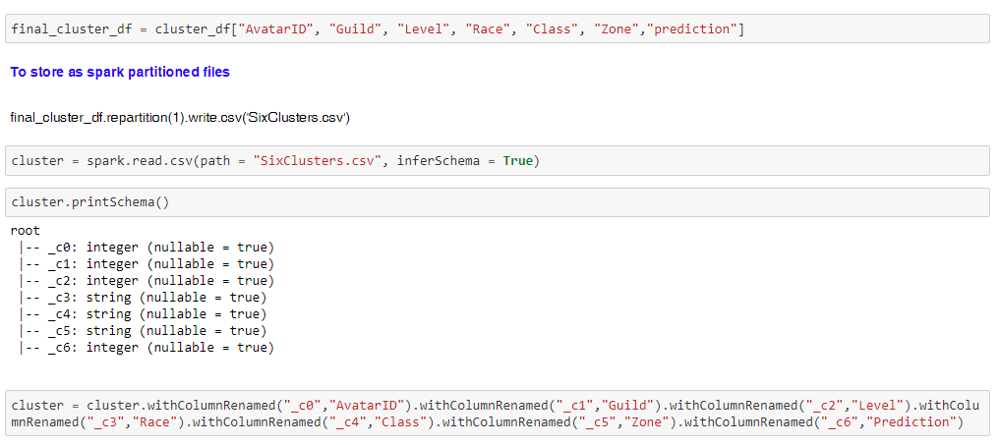 final_cluster_df = cluster_df["AvatarID", "Guild", "Level", "Race", "Class", "Zone","prediction"]
To store as spark partitioned files
final_cluster_df.repartition(1).write.csv('SixClusters.csv')
cluster = spark.read.csv(path = "SixClusters.csv", inferSchema = True)
cluster.printSchema()
root
 |-- _c0: integer (nullable = true)
 |-- _c1: integer (nullable = true)
 |-- _c2: integer (nullable = true)
 |-- _c3: string (nullable = true)
 |-- _c4: string (nullable = true)
 |-- _c5: string (nullable = true)
 |-- _c6: integer (nullable = true)
cluster = cluster.withColumnRenamed("_c0","AvatarID").withColumnRenamed("_c1","Guild").withColumnRenamed("_c2","Level").withColu
mnRenamed("_c3","Race").withColumnRenamed("_c4","Class").withColumnRenamed("_c5","Zone").withColumnRenamed("_c6","Prediction")